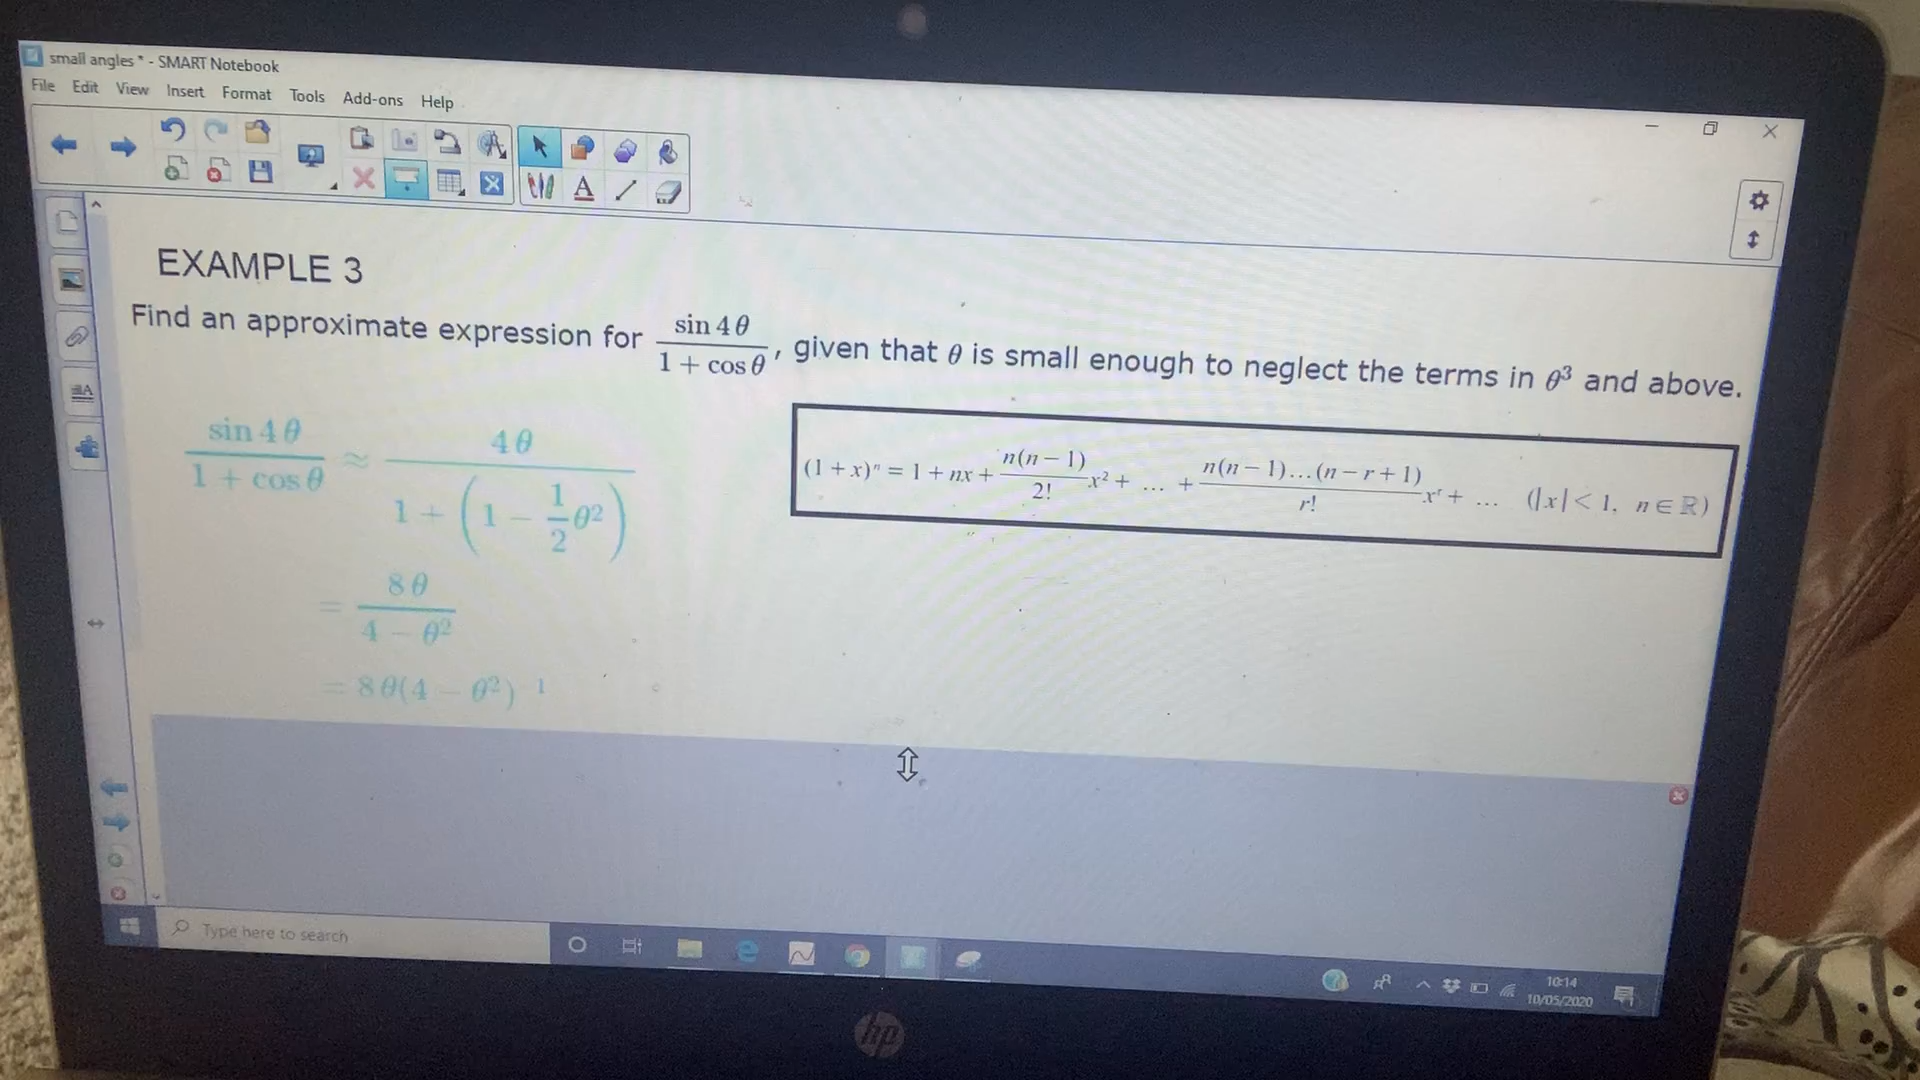 small angles * - SMART Notebook
File Edit View Insert Format Tools Add-ons Help
EXAMPLE 3
Find an approximate expression for sin 4θ / 1 + cos θ, given that θ is small enough to neglect the terms in θ³ and above.
sin 4θ / 1 + cos θ ≈ 4θ / 1 + (1 − 1/2 θ²)
(1 + x)ⁿ = 1 + nx + n(n − 1)/2! x² + ... + n(n − 1)...(n − r + 1)/r! xʳ + ... (|x| < 1, n ∈ ℝ)
= 8θ / 4 − θ²
= 8θ(4 − θ²)⁻¹
Type here to search
10:14
10/05/2020
hp